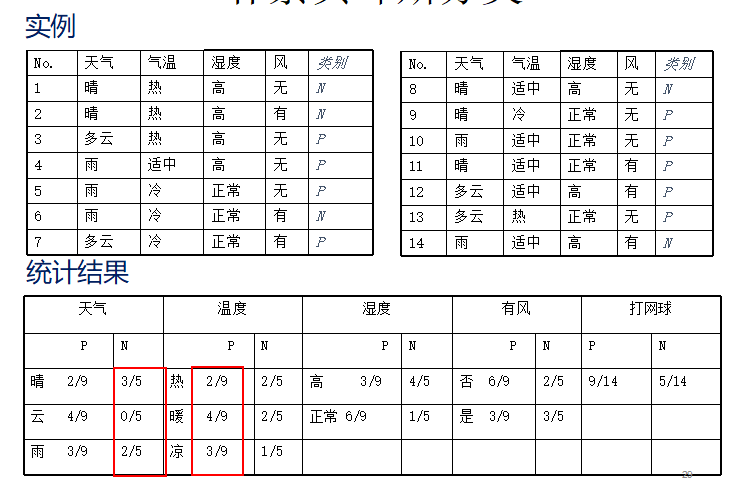 实例
No. 天气 气温 湿度 风 类别
1 晴 热 高 无 N
2 晴 热 高 有 N
3 多云 热 高 无 P
4 雨 适中 高 无 P
5 雨 冷 正常 无 P
6 雨 冷 正常 有 N
7 多云 冷 正常 有 P
No. 天气 气温 湿度 风 类别
8 晴 适中 高 无 N
9 晴 冷 正常 无 P
10 雨 适中 正常 无 P
11 晴 适中 正常 有 P
12 多云 适中 高 有 P
13 多云 热 正常 无 P
14 雨 适中 高 有 N
统计结果
天气 温度 湿度 有风 打网球
P N P N P N P N P N
晴 2/9 3/5 热 2/9 2/5 高 3/9 4/5 否 6/9 2/5 9/14 5/14
云 4/9 0/5 暖 4/9 2/5 正常 6/9 1/5 是 3/9 3/5
雨 3/9 2/5 凉 3/9 1/5